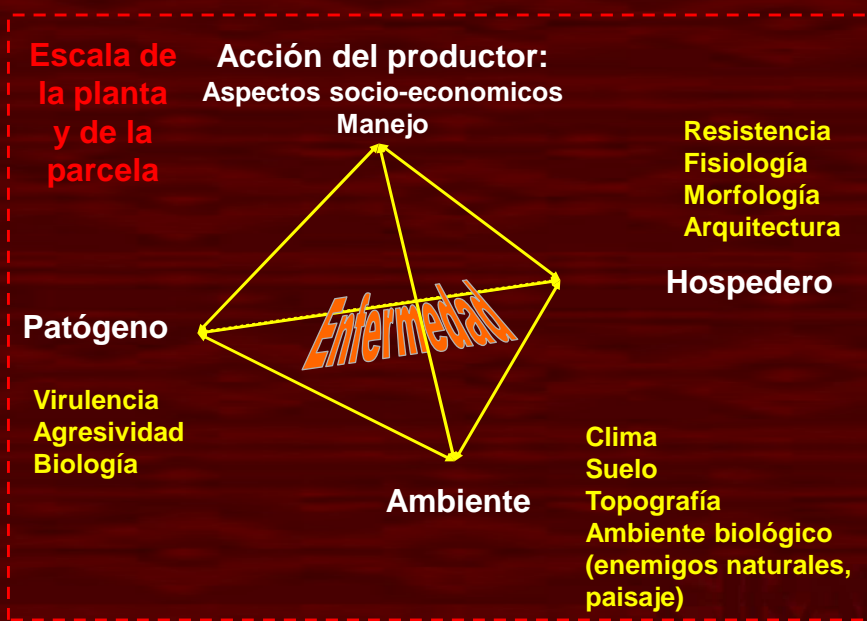 Escala de
la planta
y de la
parcela
Acción del productor:
Aspectos socio-economicos
Manejo
Resistencia
Fisiología
Morfología
Arquitectura
Hospedero
Enfermedad
Patógeno
Virulencia
Agresividad
Biología
Ambiente
Clima
Suelo
Topografía
Ambiente biológico
(enemigos naturales,
paisaje)